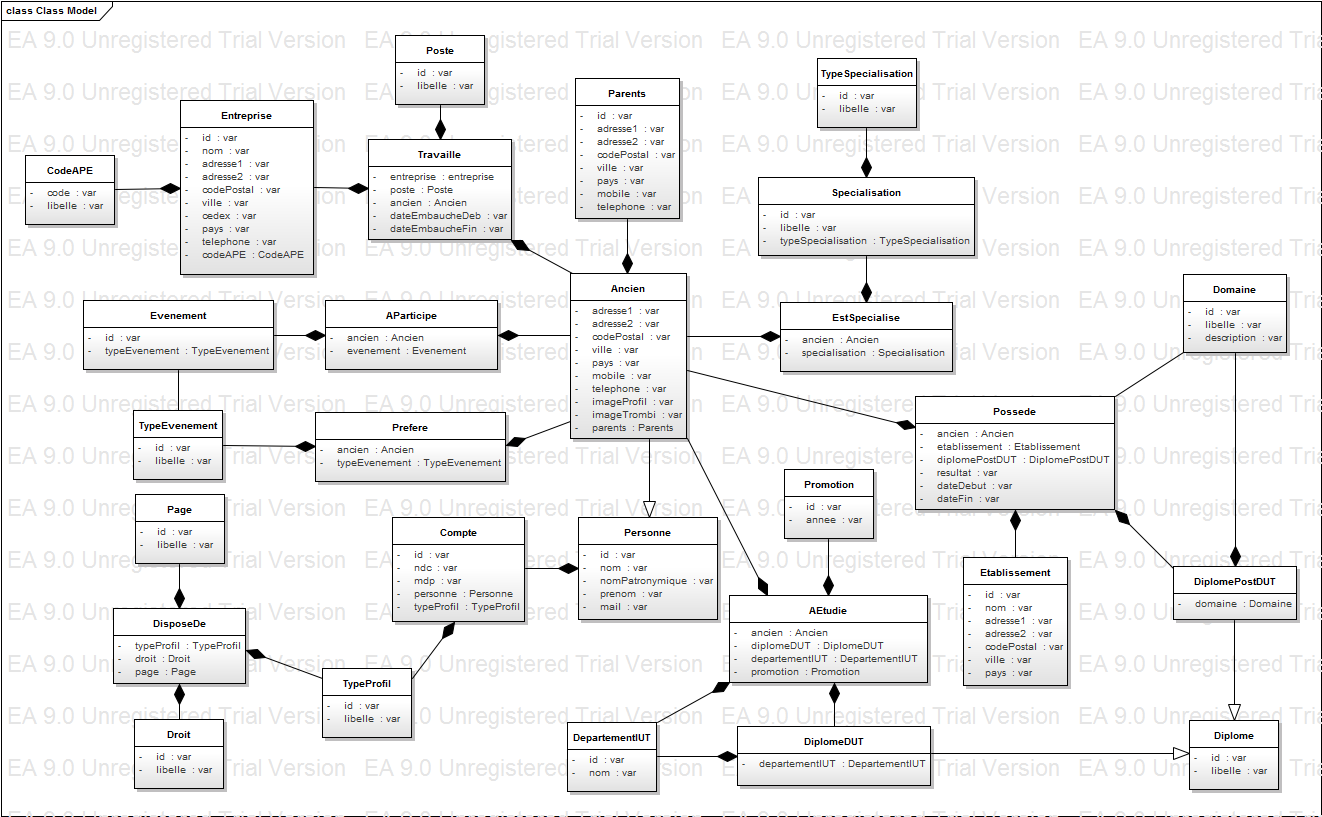 class Class Model
EA 9.0 Unregistered Trial Version
Poste
- id : var
- libelle : var
TypeSpecialisation
- id : var
- libelle : var
Parents
- id : var
- adresse1 : var
- adresse2 : var
- codePostal : var
- ville : var
- pays : var
- mobile : var
- telephone : var
Entreprise
- id : var
- nom : var
- adresse1 : var
- adresse2 : var
- codePostal : var
- ville : var
- cedex : var
- pays : var
- telephone : var
- codeAPE : CodeAPE
CodeAPE
- code : var
- libelle : var
Travaille
- entreprise : entreprise
- poste : Poste
- ancien : Ancien
- dateEmbaucheDeb : var
- dateEmbaucheFin : var
Specialisation
- id : var
- libelle : var
- typeSpecialisation : TypeSpecialisation
Ancien
- adresse1 : var
- adresse2 : var
- codePostal : var
- ville : var
- pays : var
- mobile : var
- telephone : var
- imageProfil : var
- imageTrombi : var
- parents : Parents
Domaine
- id : var
- libelle : var
- description : var
Evenement
- id : var
- typeEvenement : TypeEvenement
AParticipe
- ancien : Ancien
- evenement : Evenement
EstSpecialise
- ancien : Ancien
- specialisation : Specialisation
TypeEvenement
- id : var
- libelle : var
Prefere
- ancien : Ancien
- typeEvenement : TypeEvenement
Possede
- ancien : Ancien
- etablissement : Etablissement
- diplomePostDUT : DiplomePostDUT
- resultat : var
- dateDebut : var
- dateFin : var
Promotion
- id : var
- annee : var
Page
- id : var
- libelle : var
Compte
- id : var
- ndc : var
- mdp : var
- personne : Personne
- typeProfil : TypeProfil
Personne
- id : var
- nom : var
- nomPatronymique : var
- prenom : var
- mail : var
Etablissement
- id : var
- nom : var
- adresse1 : var
- adresse2 : var
- codePostal : var
- ville : var
- pays : var
DiplomePostDUT
- domaine : Domaine
AEtudie
- ancien : Ancien
- diplomeDUT : DiplomeDUT
- departementIUT : DepartementIUT
- promotion : Promotion
DisposeDe
- typeProfil : TypeProfil
- droit : Droit
- page : Page
TypeProfil
- id : var
- libelle : var
Droit
- id : var
- libelle : var
DepartementIUT
- id : var
- nom : var
DiplomeDUT
- departementIUT : DepartementIUT
Diplome
- id : var
- libelle : var